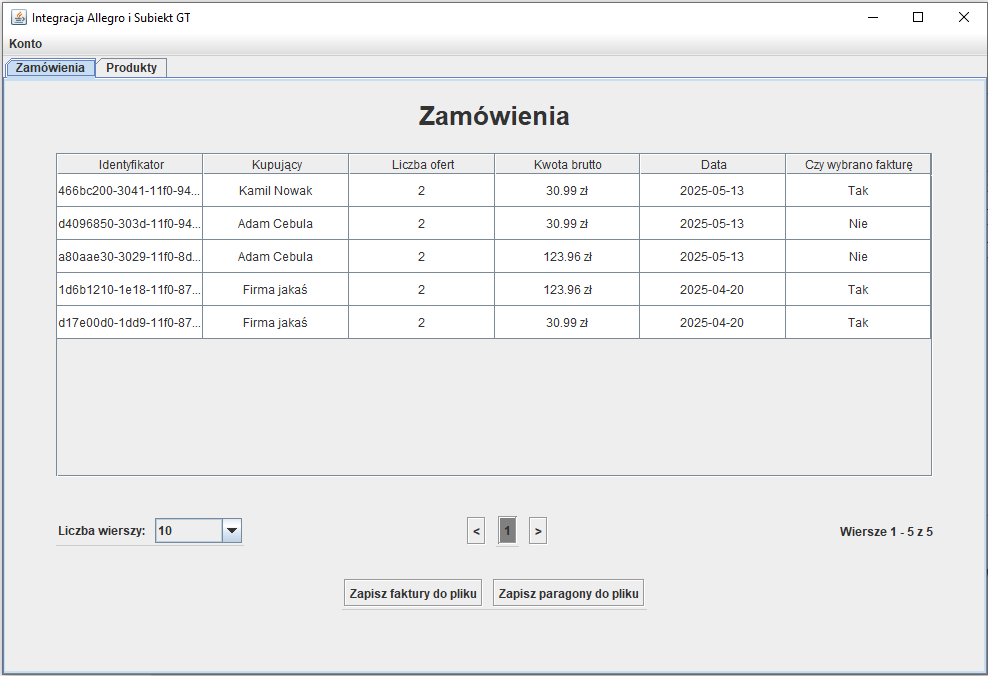 Integracja Allegro i Subiekt GT
Konto
Zamówienia Produkty
Zamówienia
Identyfikator Kupujący Liczba ofert Kwota brutto Data Czy wybrano fakturę
466bc200-3041-11f0-94... Kamil Nowak 2 30.99 zł 2025-05-13 Tak
d4096850-303d-11f0-94... Adam Cebula 2 30.99 zł 2025-05-13 Nie
a80aae30-3029-11f0-8d... Adam Cebula 2 123.96 zł 2025-05-13 Nie
1d6b1210-1e18-11f0-87... Firma jakaś 2 123.96 zł 2025-04-20 Tak
d17e00d0-1dd9-11f0-87... Firma jakaś 2 30.99 zł 2025-04-20 Tak
Liczba wierszy: 10 < 1 > Wiersze 1 - 5 z 5
Zapisz faktury do pliku Zapisz paragony do pliku